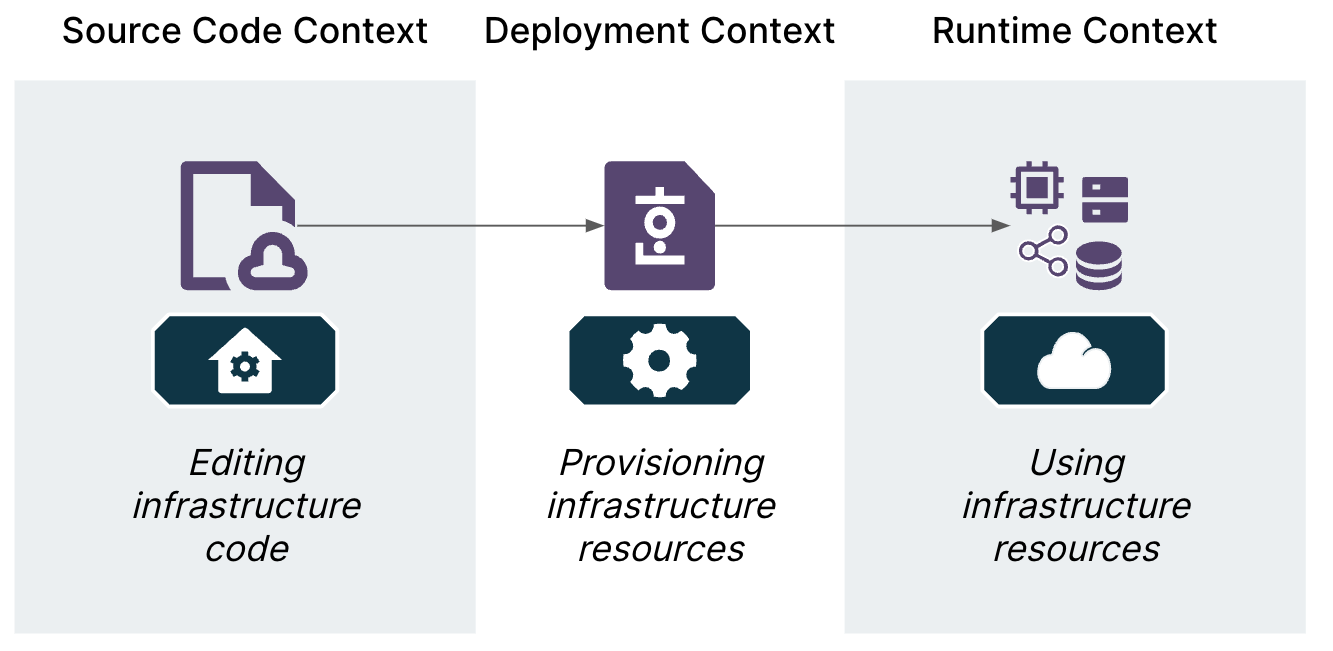 Source Code Context
Deployment Context
Runtime Context
Editing
infrastructure
code
Provisioning
infrastructure
resources
Using
infrastructure
resources